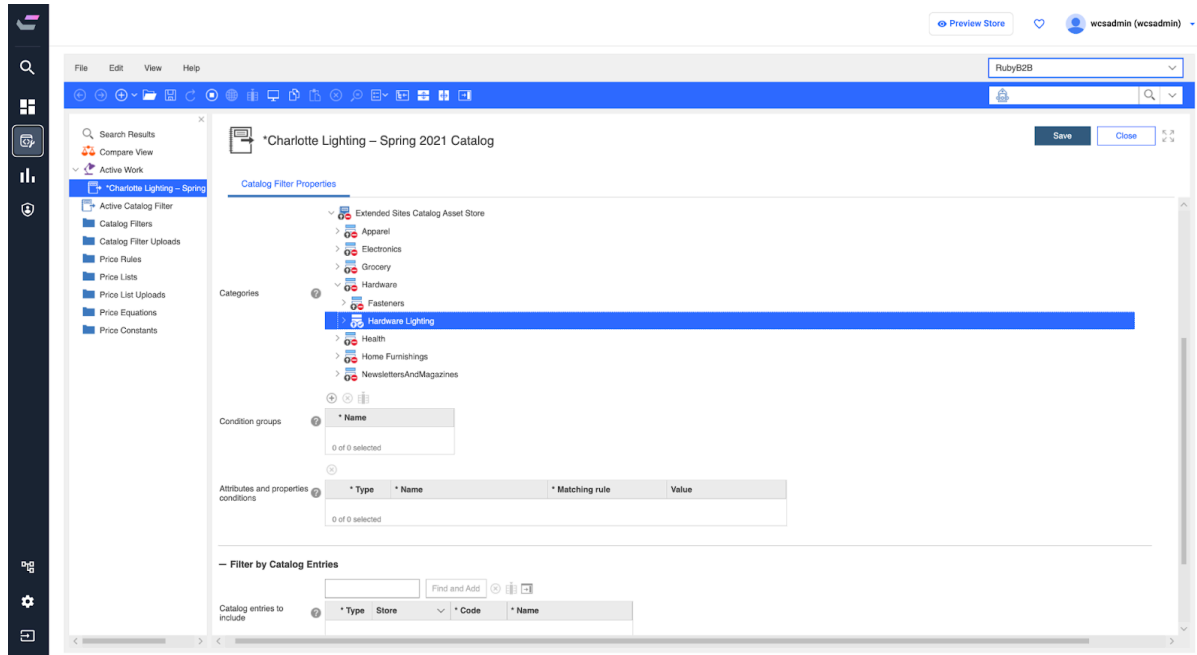 Preview Store
wcsadmin (wcsadmin)
File Edit View Help
RubyB2B
Search Results
Compare View
Active Work
*Charlotte Lighting – Spring
Active Catalog Filter
Catalog Filters
Catalog Filter Uploads
Price Rules
Price Lists
Price List Uploads
Price Equations
Price Constants
*Charlotte Lighting – Spring 2021 Catalog
Save
Close
Catalog Filter Properties
Extended Sites Catalog Asset Store
Apparel
Electronics
Grocery
Hardware
Categories
Fasteners
Hardware Lighting
Health
Home Furnishings
NewslettersAndMagazines
Condition groups
* Name
0 of 0 selected
Attributes and properties
conditions
* Type * Name * Matching rule Value
0 of 0 selected
— Filter by Catalog Entries
Find and Add
Catalog entries to
include
* Type Store * Code * Name